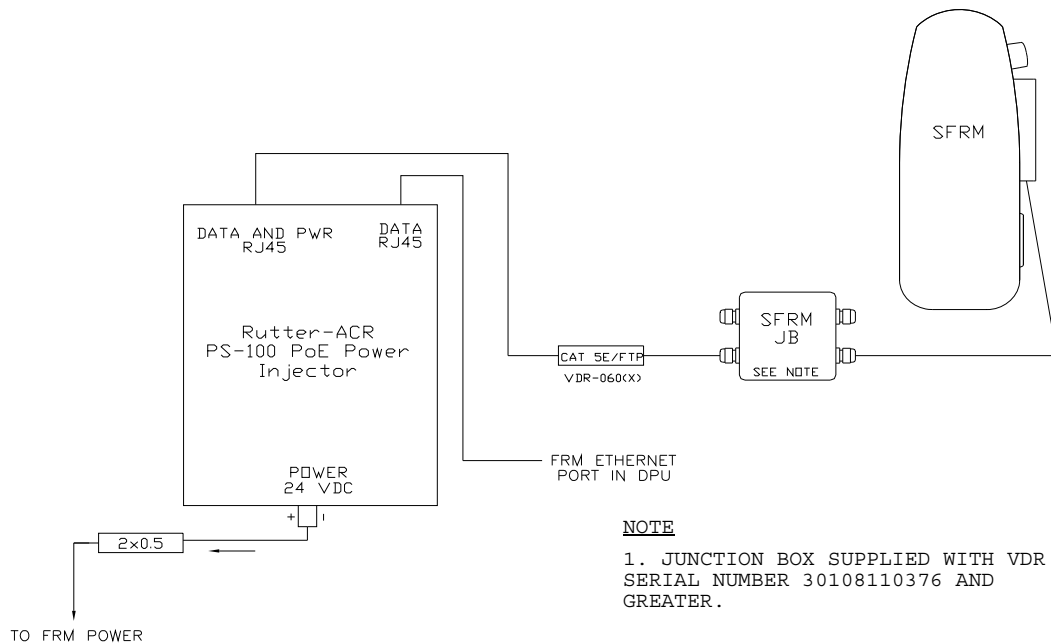 SFRM
DATA AND PWR
RJ45
DATA
RJ45
Rutter-ACR
PS-100 PoE Power
Injector
SFRM
JB
SEE NOTE
CAT 5E/FTP
VDR-060(X)
FRM ETHERNET
PORT IN DPU
POWER
24 VDC
+ -
2x0.5
TO FRM POWER
NOTE
1. JUNCTION BOX SUPPLIED WITH VDR
SERIAL NUMBER 30108110376 AND
GREATER.